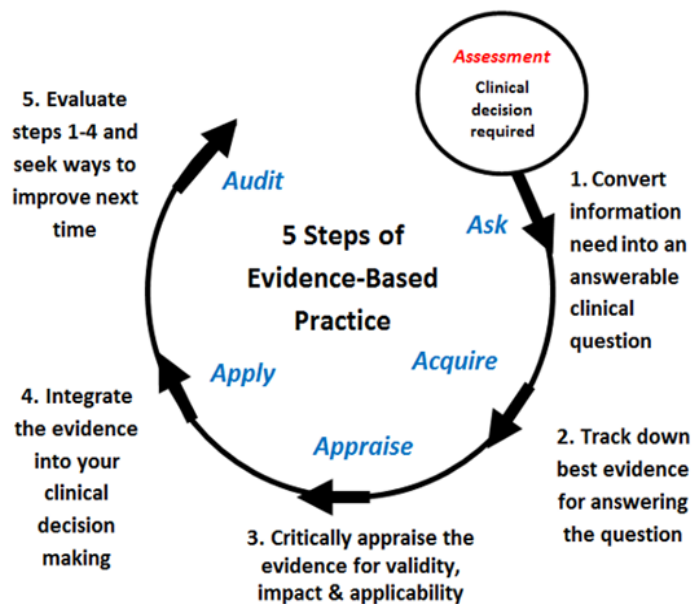 Assessment
Clinical
decision
required
1. Convert
information
need into an
answerable
clinical
question
Ask
5 Steps of
Evidence-Based
Practice
Acquire
2. Track down
best evidence
for answering
the question
Appraise
3. Critically appraise the
evidence for validity,
impact & applicability
Apply
4. Integrate
the evidence
into your
clinical
decision
making
Audit
5. Evaluate
steps 1-4 and
seek ways to
improve next
time